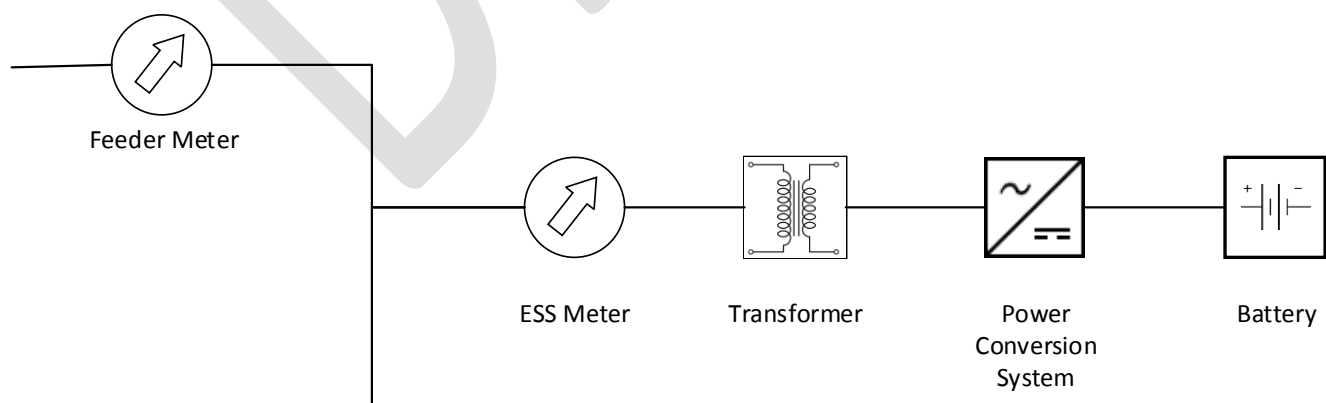 Feeder Meter
ESS Meter
Transformer
Power
Conversion
System
Battery